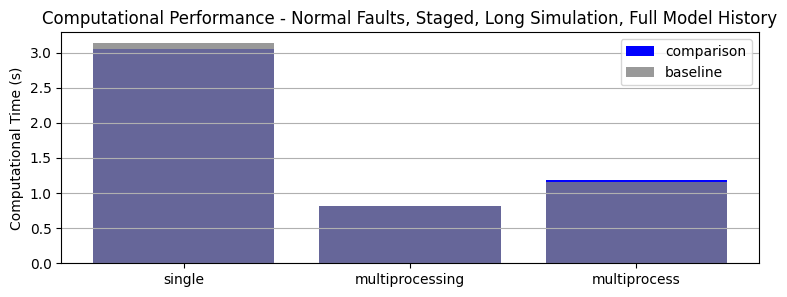 Computational Performance - Normal Faults, Staged, Long Simulation, Full Model History
Computational Time (s)
3.0
2.5
2.0
1.5
1.0
0.5
0.0
comparison
baseline
single
multiprocessing
multiprocess